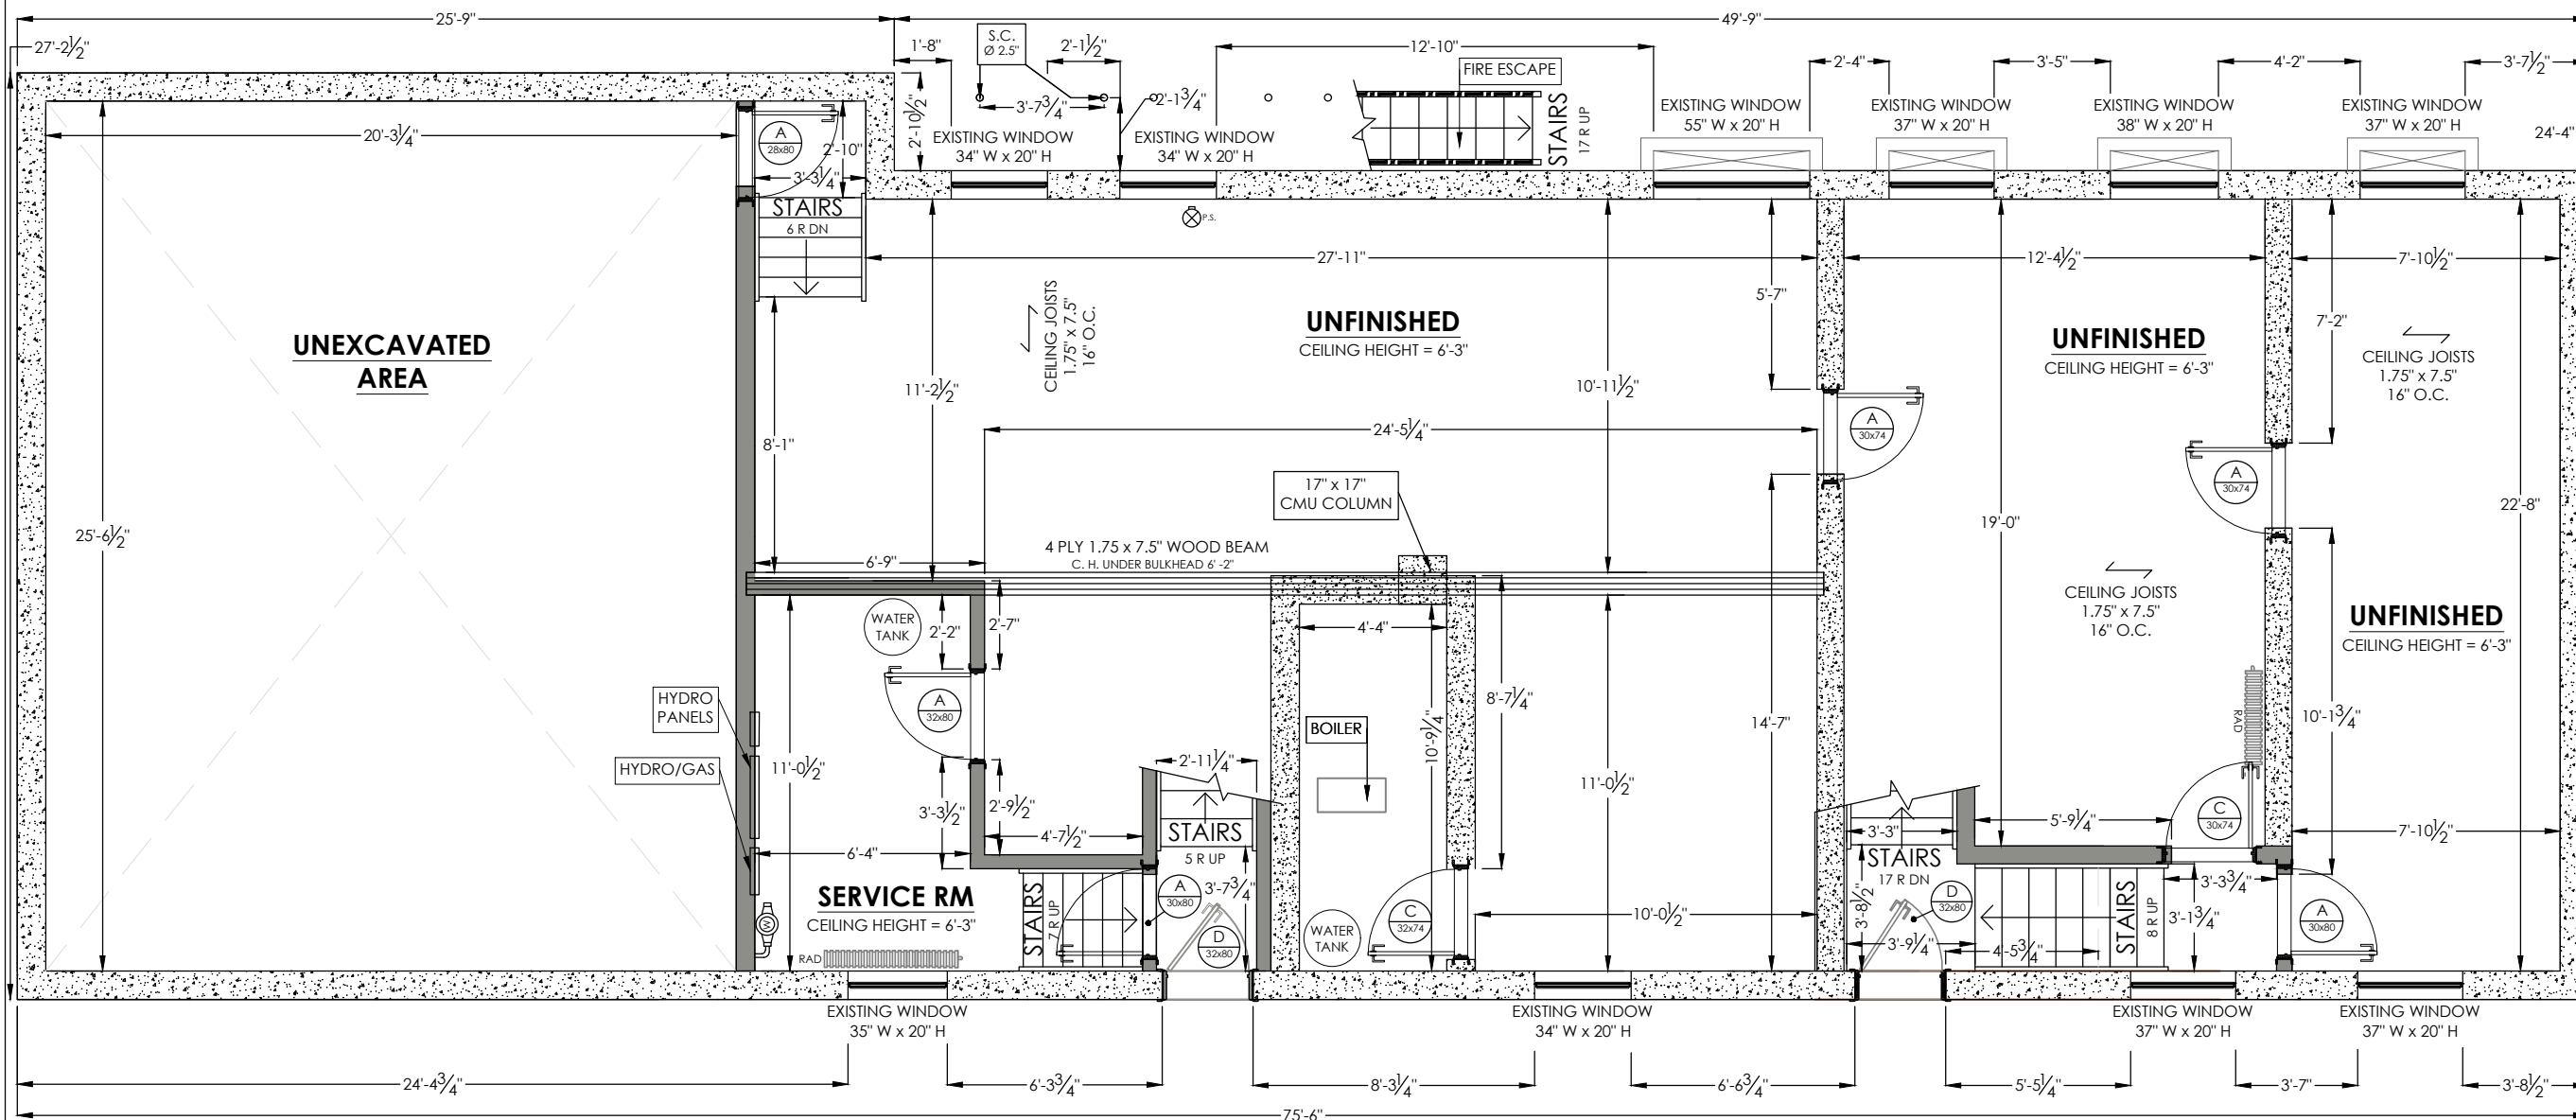 25'-9"
49'-9"
27'-2½"
1'-8"
S.C.
Ø 2.5"
2'-1½"
12'-10"
2'-4"
3'-5"
4'-2"
3'-7½"
FIRE ESCAPE
3'-7¾"
2'-1¾"
2'-10½"
STAIRS
17 R UP
EXISTING WINDOW
34" W x 20" H
EXISTING WINDOW
34" W x 20" H
EXISTING WINDOW
55" W x 20" H
EXISTING WINDOW
37" W x 20" H
EXISTING WINDOW
38" W x 20" H
EXISTING WINDOW
37" W x 20" H
24'-4"
20'-3¼"
A
28x80
2'-10"
3'-3¼"
STAIRS
6 R DN
P.S.
27'-11"
12'-4½"
7'-10½"
5'-7"
7'-2"
UNEXCAVATED
AREA
CEILING JOISTS
1.75" x 7.5"
16" O.C.
UNFINISHED
CEILING HEIGHT = 6'-3"
UNFINISHED
CEILING HEIGHT = 6'-3"
CEILING JOISTS
1.75" x 7.5"
16" O.C.
11'-2½"
10'-11½"
8'-1"
24'-5¼"
A
30x74
A
30x74
17" x 17"
CMU COLUMN
25'-6½"
19'-0"
22'-8"
4 PLY 1.75 x 7.5" WOOD BEAM
C. H. UNDER BULKHEAD 6' -2"
6'-9"
CEILING JOISTS
1.75" x 7.5"
16" O.C.
UNFINISHED
CEILING HEIGHT = 6'-3"
WATER
TANK
2'-2"
2'-7"
4'-4"
HYDRO
PANELS
A
32x80
8'-7¼"
BOILER
10'-9¼"
14'-7"
RAD
10'-1¾"
HYDRO/GAS
11'-0½"
2'-11¼"
11'-0½"
3'-3½"
2'-9½"
4'-7½"
STAIRS
5 R UP
6'-4"
3'-3"
5'-9¼"
C
30x74
7'-10½"
STAIRS
17 R DN
SERVICE RM
CEILING HEIGHT = 6'-3"
W
RAD
STAIRS
7 R UP
A
30x80
3'-7¾"
D
32x80
WATER
TANK
C
32x74
10'-0½"
3'-8½"
D
32x80
3'-9¼"
4'-5¾"
STAIRS
8 R UP
3'-3¾"
3'-1¾"
A
30x80
EXISTING WINDOW
35" W x 20" H
EXISTING WINDOW
34" W x 20" H
EXISTING WINDOW
37" W x 20" H
EXISTING WINDOW
37" W x 20" H
24'-4¾"
6'-3¾"
8'-3¼"
6'-6¾"
5'-5¼"
3'-7"
3'-8½"
75'-6"